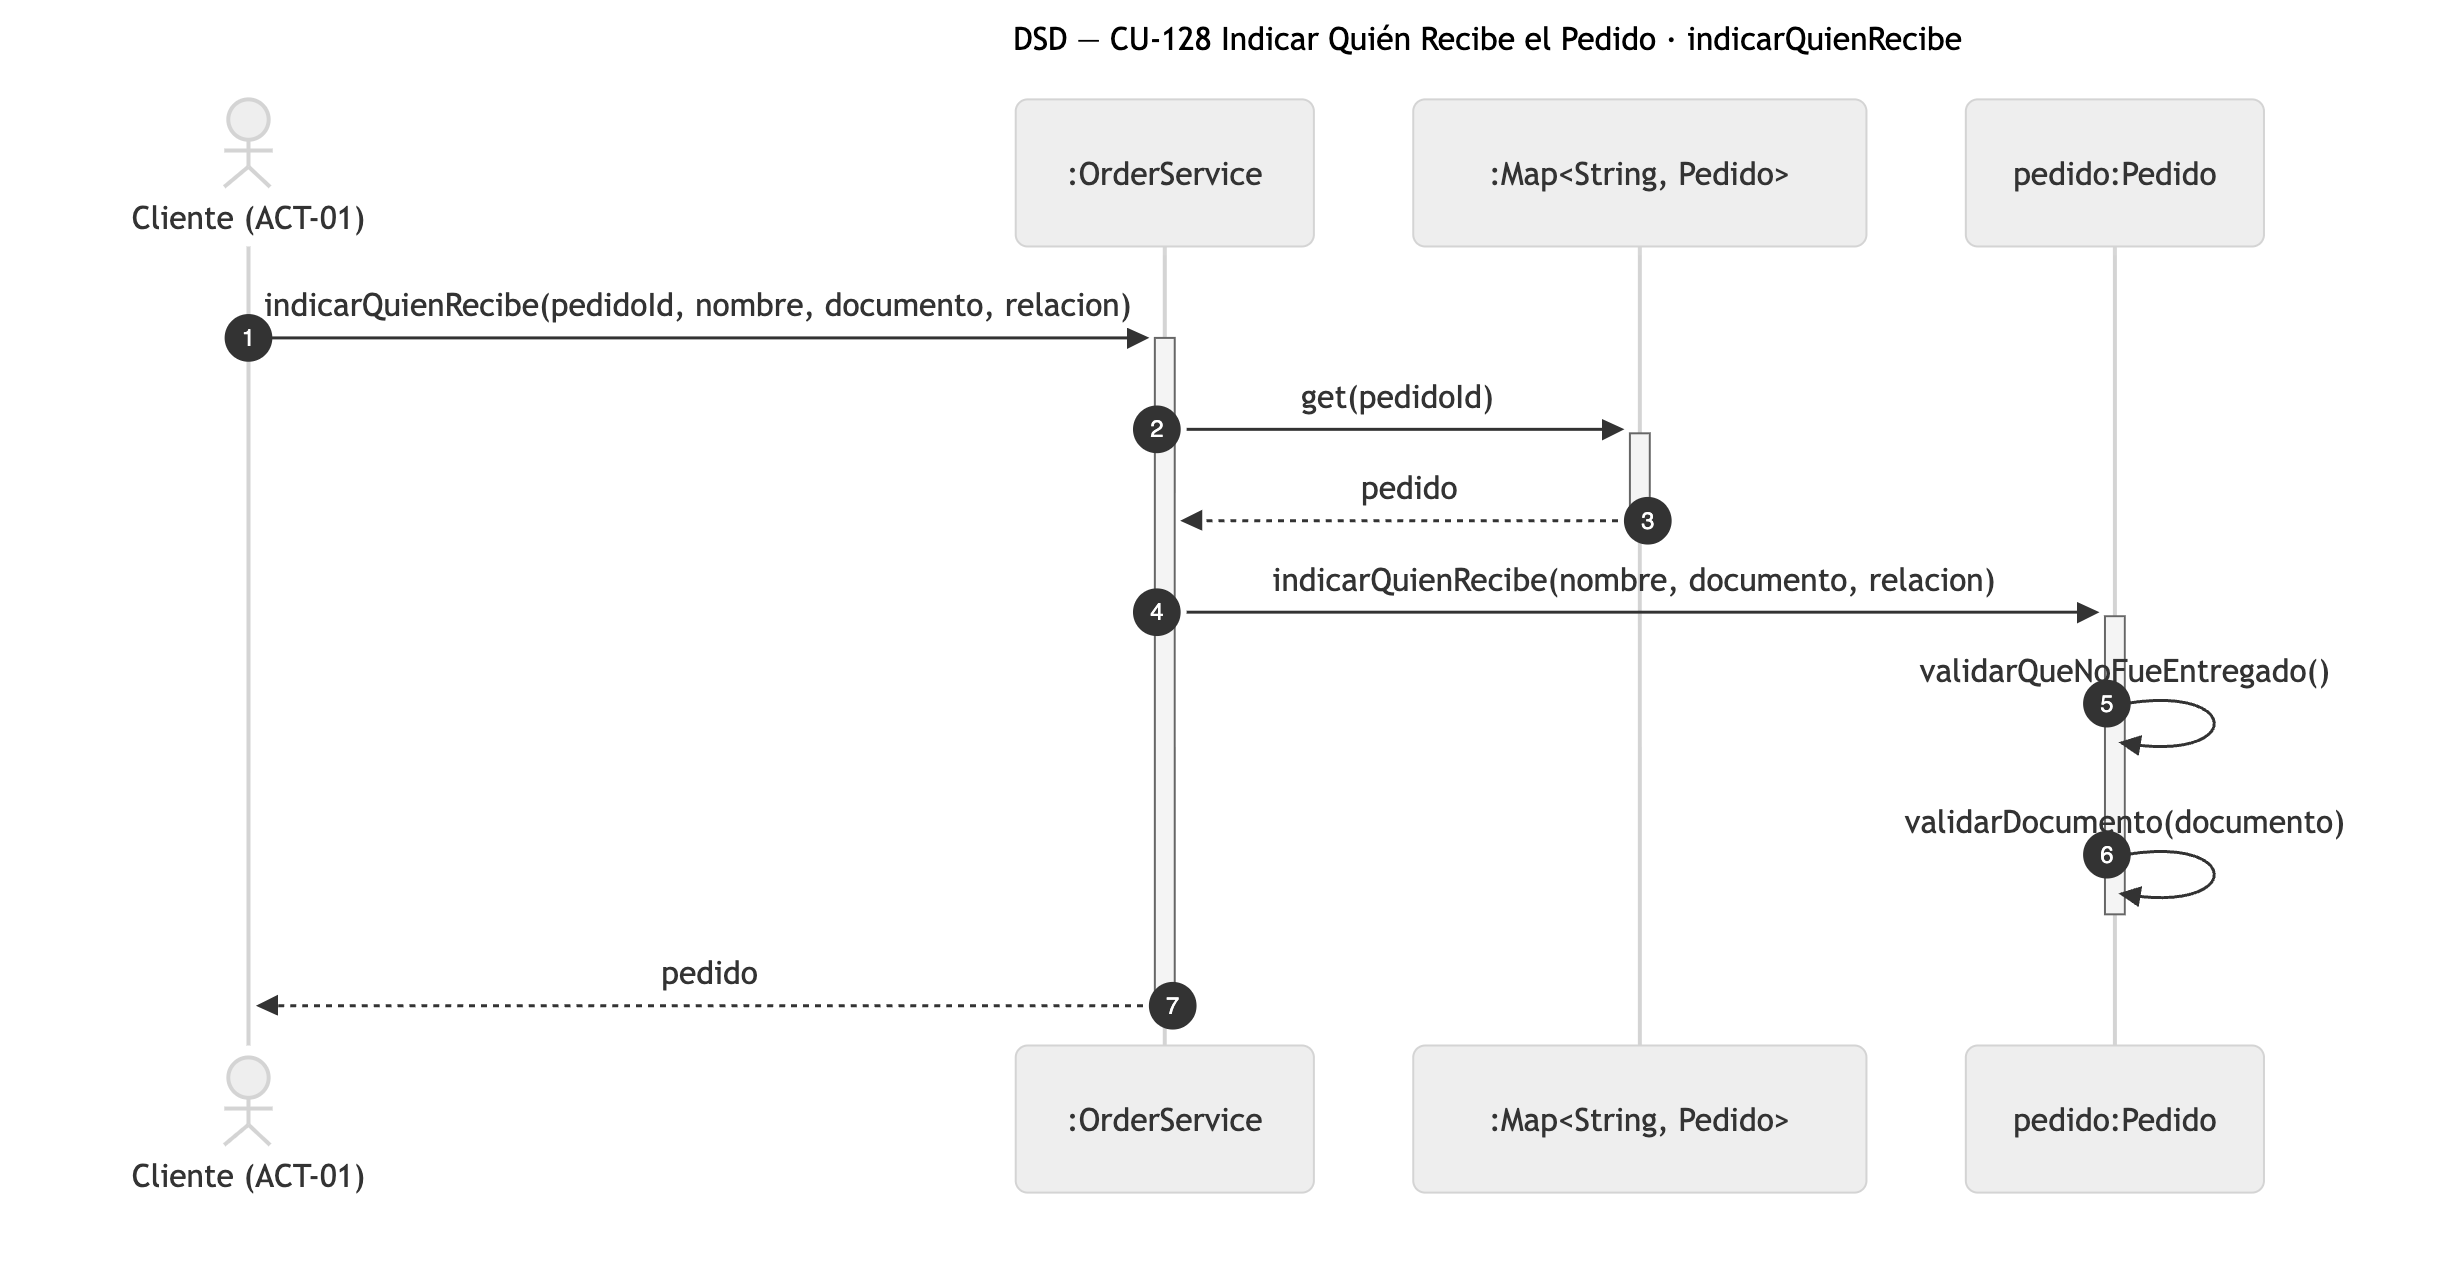 DSD — CU-128 Indicar Quién Recibe el Pedido · indicarQuienRecibe
Cliente (ACT-01)
:OrderService
:Map<String, Pedido>
pedido:Pedido
indicarQuienRecibe(pedidoId, nombre, documento, relacion)
1
get(pedidoId)
2
pedido
3
indicarQuienRecibe(nombre, documento, relacion)
4
validarQueNoFueEntregado()
5
validarDocumento(documento)
6
pedido
7
Cliente (ACT-01)
:OrderService
:Map<String, Pedido>
pedido:Pedido